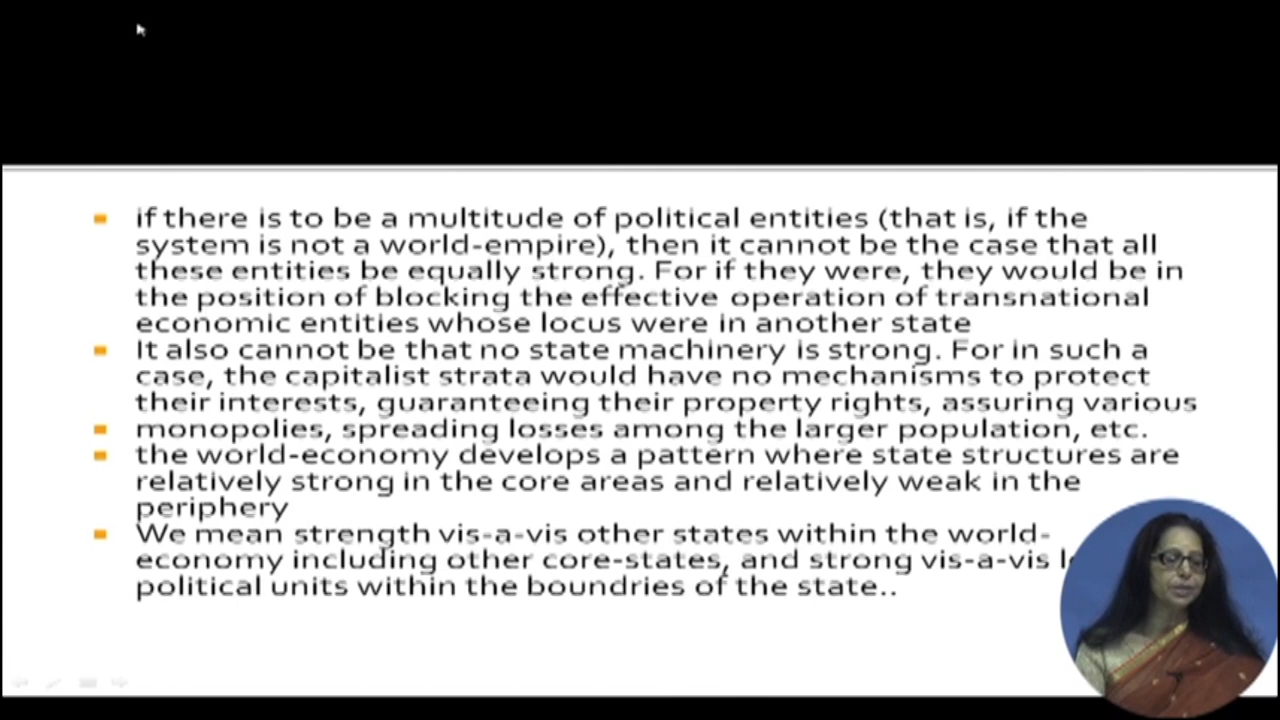 if there is to be a multitude of political entities (that is, if the
system is not a world-empire), then it cannot be the case that all
these entities be equally strong. For if they were, they would be in
the position of blocking the effective operation of transnational
economic entities whose locus were in another state
It also cannot be that no state machinery is strong. For in such a
case, the capitalist strata would have no mechanisms to protect
their interests, guaranteeing their property rights, assuring various
monopolies, spreading losses among the larger population, etc.
the world-economy develops a pattern where state structures are
relatively strong in the core areas and relatively weak in the
periphery
We mean strength vis-a-vis other states within the world-
economy including other core-states, and strong vis-a-vis
political units within the boundries of the state..